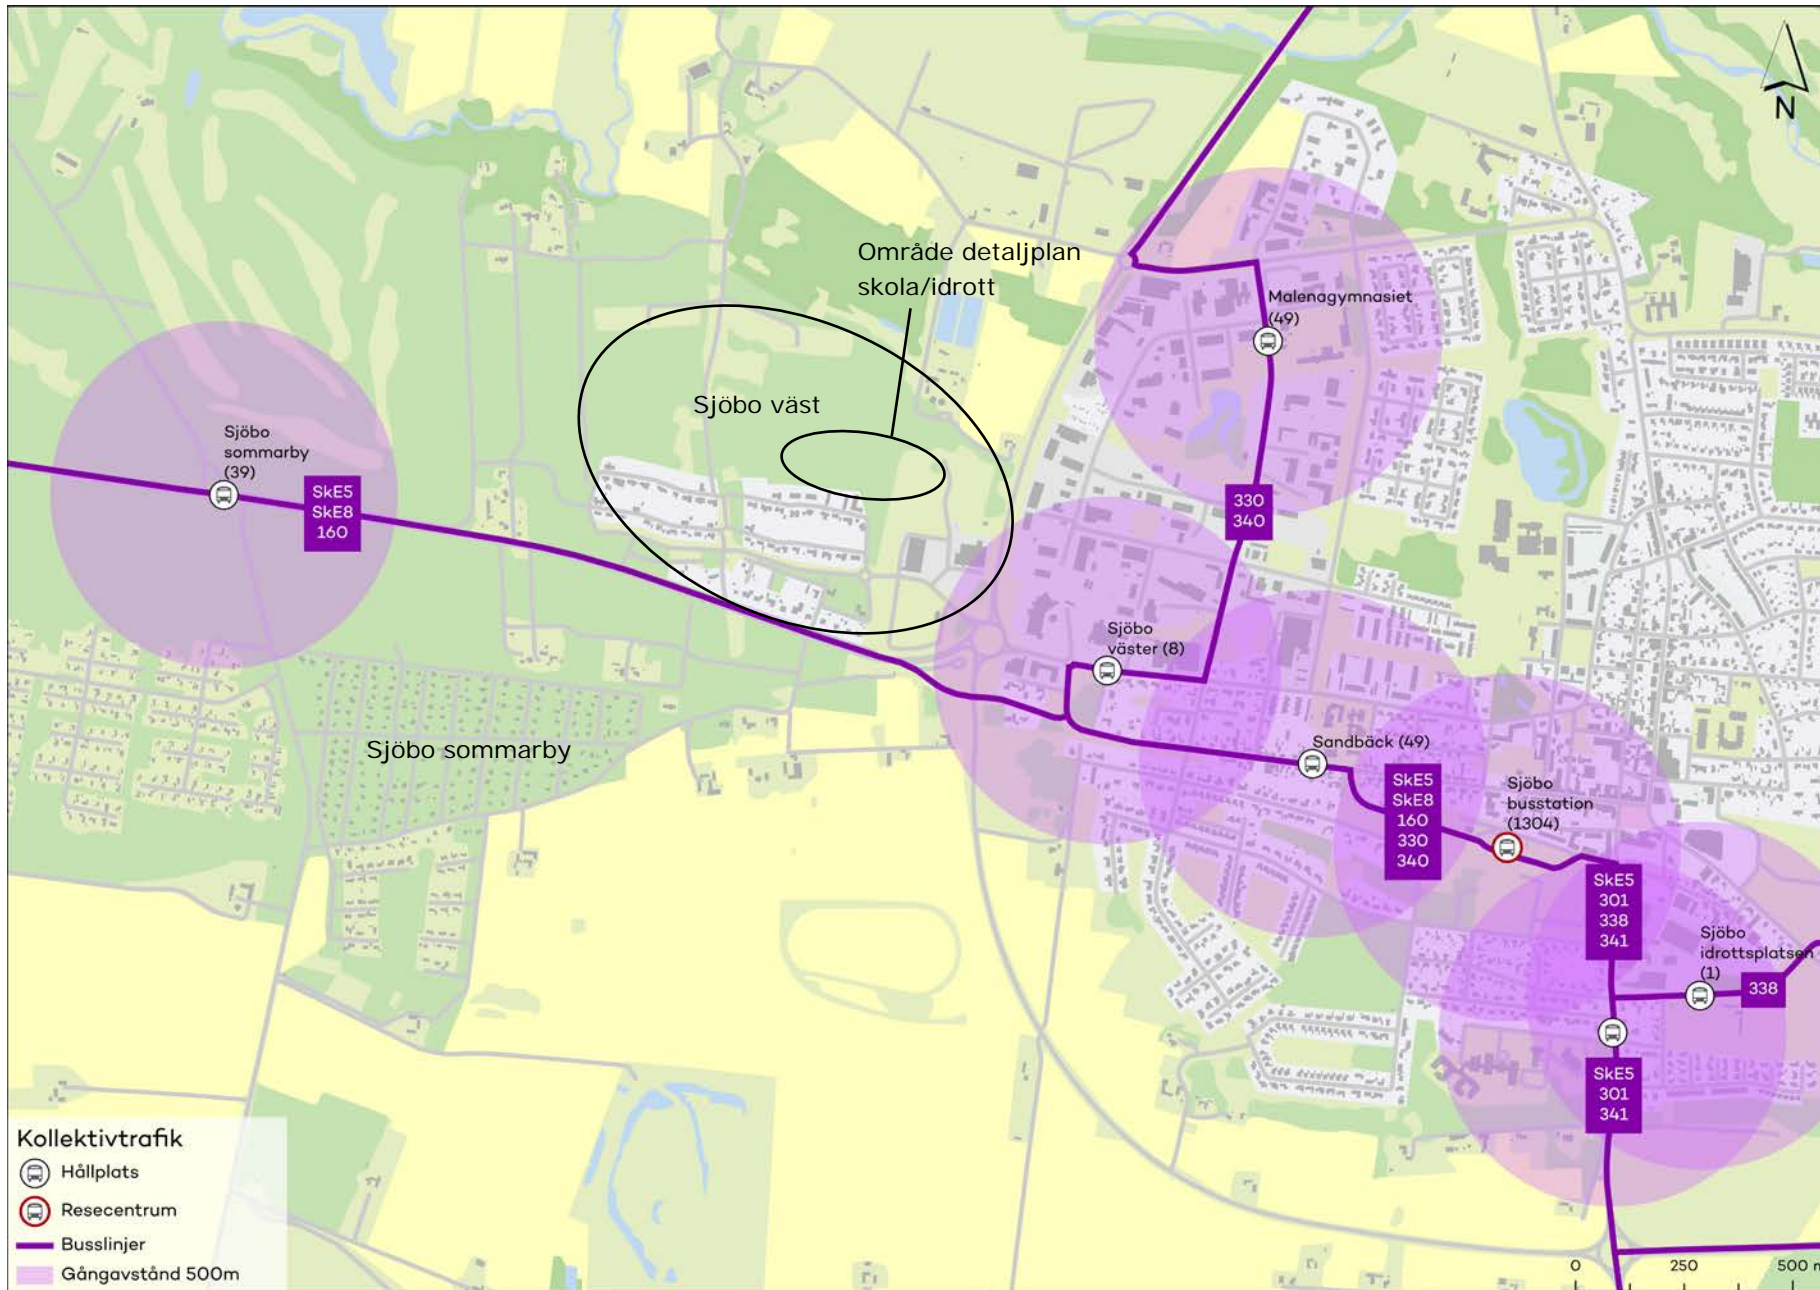 N
Område detaljplan
skola/idrott
Malenagymnasiet
(49)
Sjöbo väst
Sjöbo
sommarby
(39)
SkE5
SkE8
160
330
340
Sjöbo
väster (8)
Sjöbo sommarby
Sandbäck (49)
SkE5
SkE8
160
330
340
Sjöbo
busstation
(1304)
SkE5
301
338
341
Sjöbo
idrottsplatsen
(1)
338
SkE5
301
341
Kollektivtrafik
Hållplats
Resecentrum
Busslinjer
Gångavstånd 500m
0 250 500 m